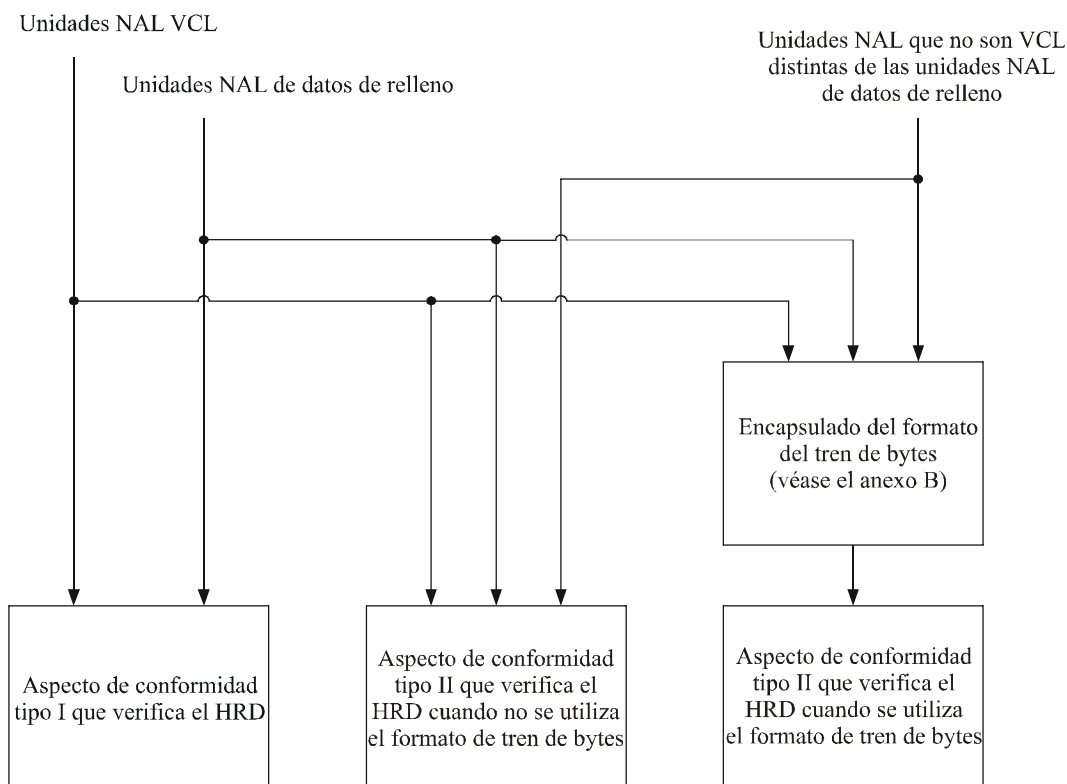 Unidades NAL VCL
Unidades NAL de datos de relleno
Unidades NAL que no son VCL
distintas de las unidades NAL
de datos de relleno
Encapsulado del formato
del tren de bytes
(véase el anexo B)
Aspecto de conformidad
tipo I que verifica el HRD
Aspecto de conformidad
tipo II que verifica el
HRD cuando no se utiliza
el formato de tren de bytes
Aspecto de conformidad
tipo II que verifica el
HRD cuando se utiliza
el formato de tren de bytes